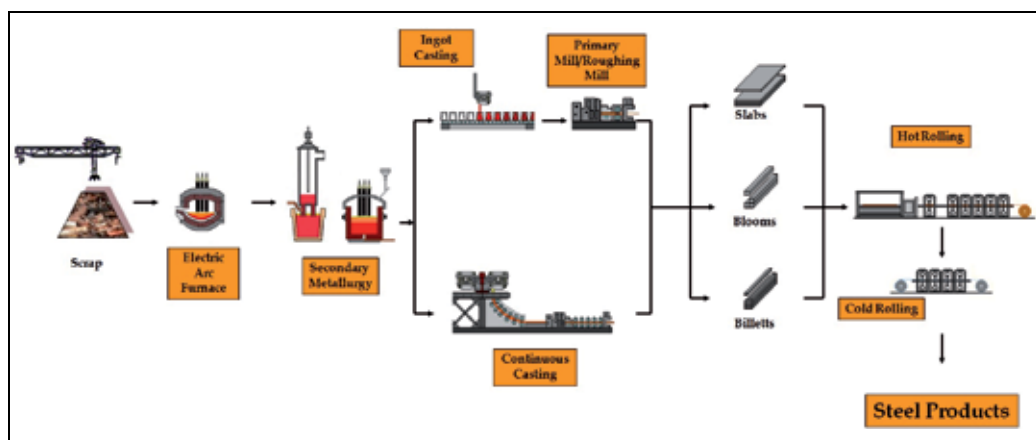 Ingot
Casting
Primary
Mill/Roughing
Mill
Slabs
Hot Rolling
Scrap
Electric
Arc
Furnace
Secondary
Metallurgy
Blooms
Continuous
Casting
Billetts
Cold Rolling
Steel Products